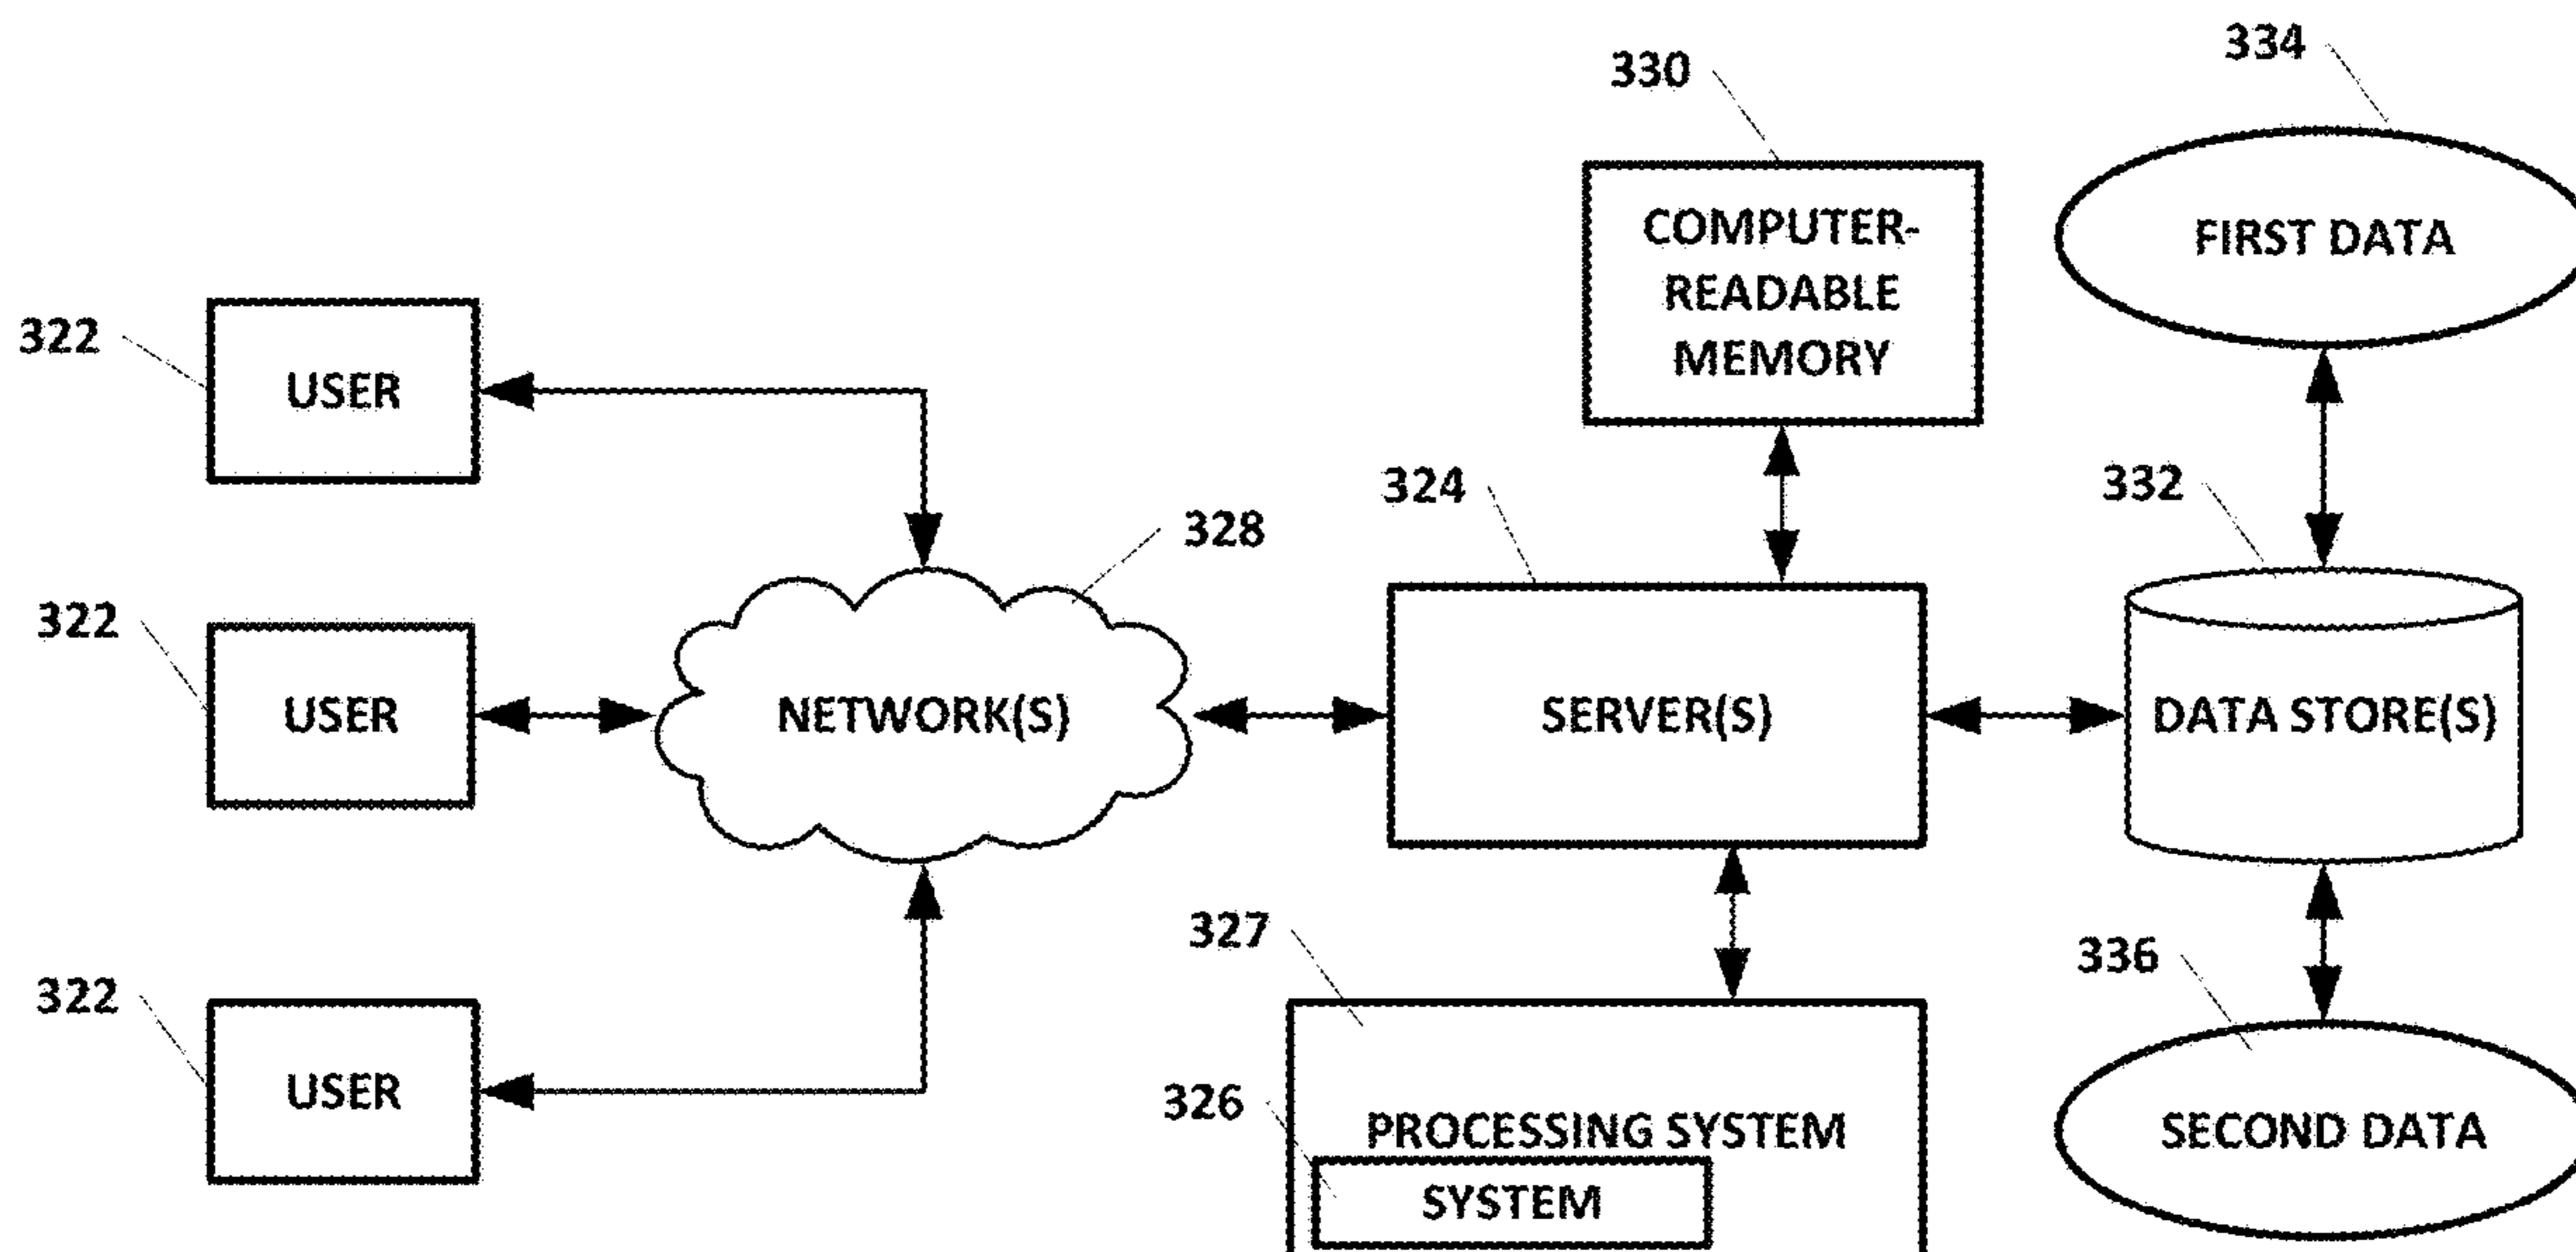 334
330
COMPUTER-
READABLE
MEMORY
FIRST DATA
322
USER
324
332
328
322
USER
NETWORK(S)
SERVER(S)
DATA STORE(S)
327
336
322
USER
326
PROCESSING SYSTEM
SYSTEM
SECOND DATA